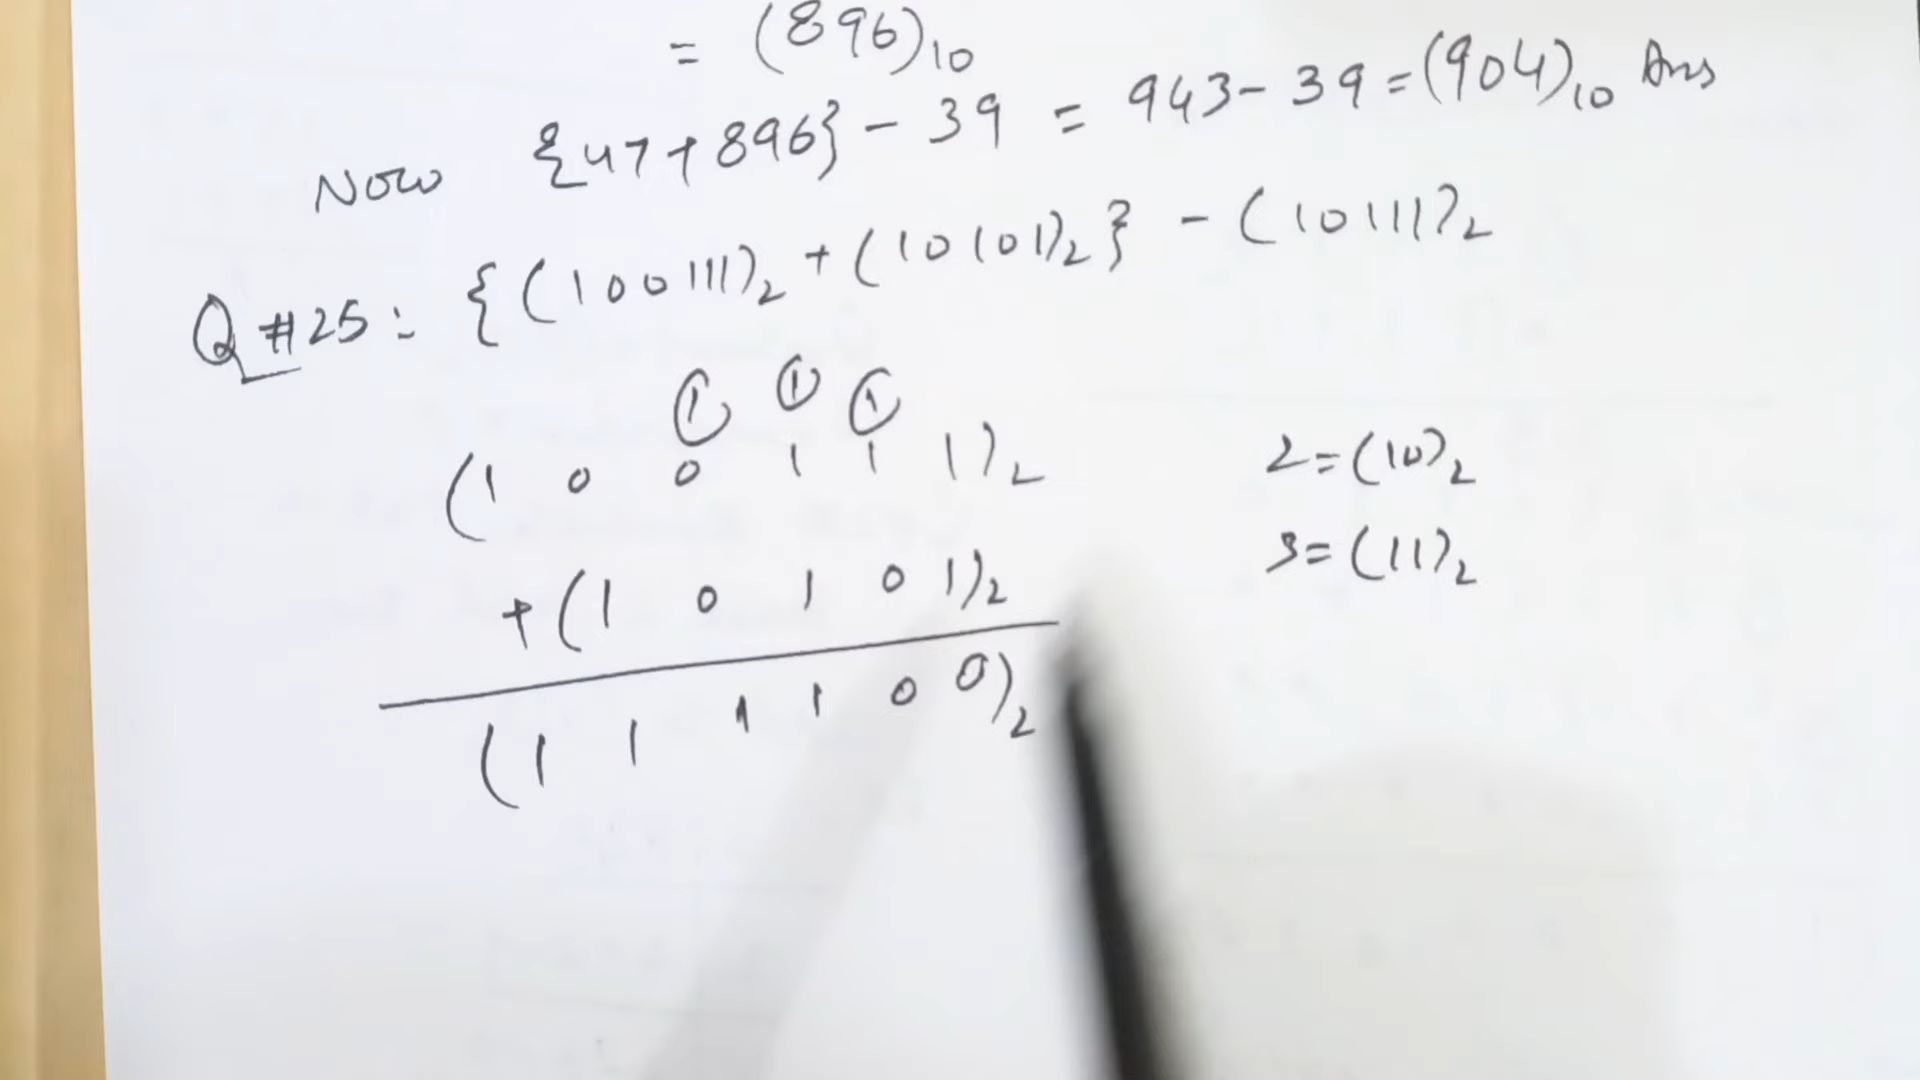 = (896)10
Now {47+896} - 39 = 943 - 39 = (904)10 Ans
Q #25: {(100111)2 + (10101)2} - (10111)2
1 1 1
(1 0 0 1 1 1)2
2=(10)2
+(1 0 1 0 1)2
3=(11)2
(1 1 1 1 0 0)2